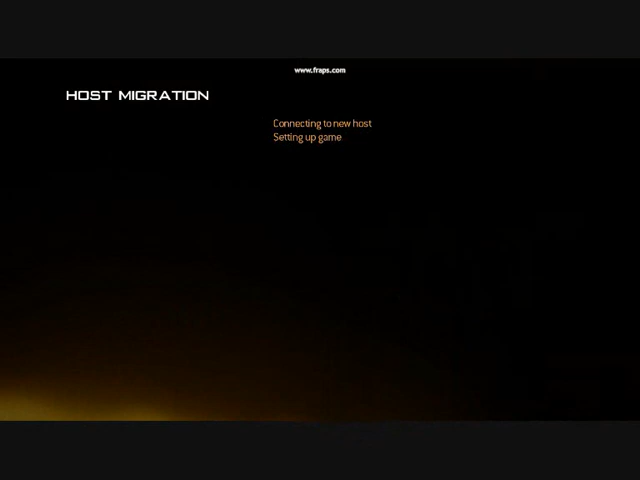 www.fraps.com
HOST MIGRATION
Connecting to new host
Setting up game